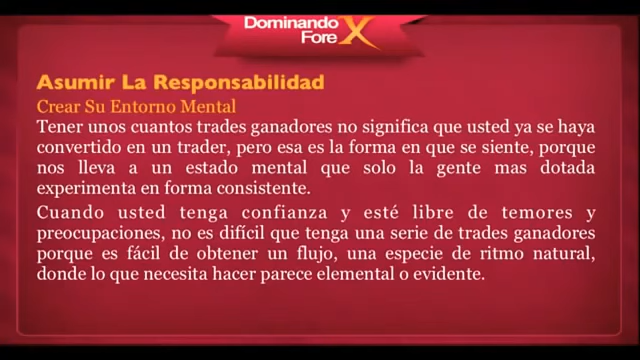 Dominando
Fore X
Asumir La Responsabilidad
Crear Su Entorno Mental
Tener unos cuantos trades ganadores no significa que usted ya se haya
convertido en un trader, pero esa es la forma en que se siente, porque
nos lleva a un estado mental que solo la gente mas dotada
experimenta en forma consistente.
Cuando usted tenga confianza y esté libre de temores y
preocupaciones, no es difícil que tenga una serie de trades ganadores
porque es fácil de obtener un flujo, una especie de ritmo natural,
donde lo que necesita hacer parece elemental o evidente.